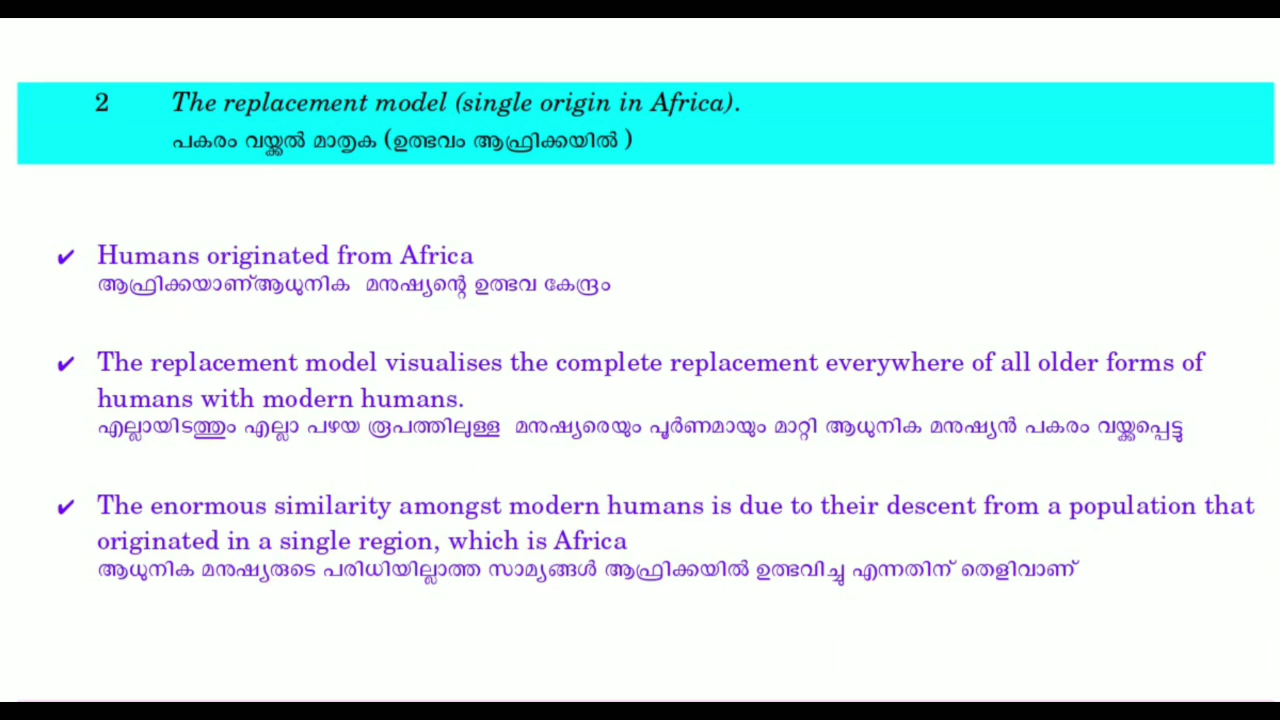 2 The replacement model (single origin in Africa).
പകരം വയ്ക്കൽ മാതൃക (ഉത്ഭവം ആഫ്രിക്കയിൽ )
✔ Humans originated from Africa
ആഫ്രിക്കയാണ്ആധുനിക മനുഷ്യന്റെ ഉത്ഭവ കേന്ദ്രം
✔ The replacement model visualises the complete replacement everywhere of all older forms of
humans with modern humans.
എല്ലായിടത്തും എല്ലാ പഴയ രൂപത്തിലുള്ള മനുഷ്യരെയും പൂർണമായും മാറ്റി ആധുനിക മനുഷ്യൻ പകരം വയ്ക്കപ്പെട്ടു
✔ The enormous similarity amongst modern humans is due to their descent from a population that
originated in a single region, which is Africa
ആധുനിക മനുഷ്യരുടെ പരിധിയില്ലാത്ത സാമ്യങ്ങൾ ആഫ്രിക്കയിൽ ഉത്ഭവിച്ചു എന്നതിന് തെളിവാണ്